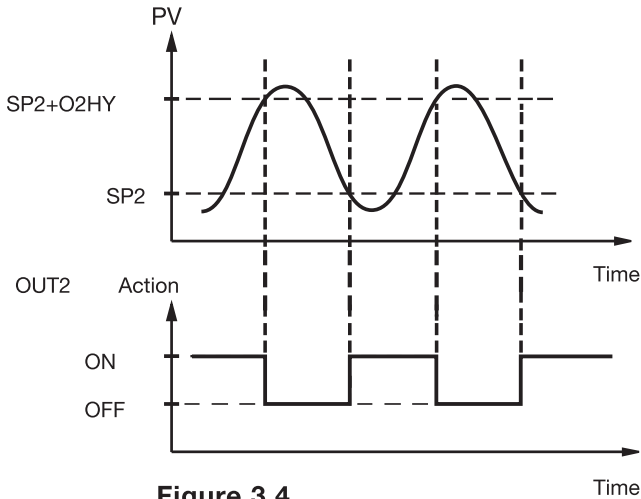 PV
SP2+O2HY
SP2
Time
OUT2 Action
ON
OFF
Time
Figure 3.4